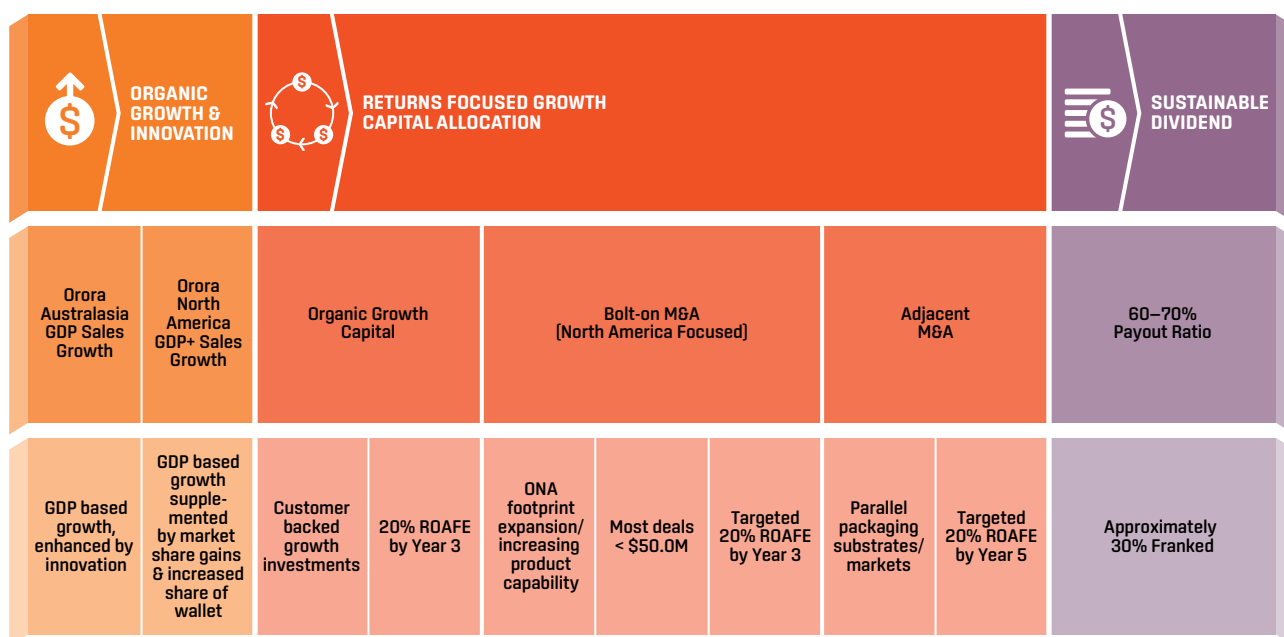 ORGANIC
GROWTH &
INNOVATION
RETURNS FOCUSED GROWTH
CAPITAL ALLOCATION
SUSTAINABLE
DIVIDEND
Orora
Australasia
GDP Sales
Growth
Orora
North
America
GDP+ Sales
Growth
Organic Growth
Capital
Bolt-on M&A
(North America Focused)
Adjacent
M&A
60–70%
Payout Ratio
GDP based
growth,
enhanced by
innovation
GDP based
growth
supple-
mented
by market
share gains
& increased
share of
wallet
Customer
backed
growth
investments
20% ROAFE
by Year 3
ONA
footprint
expansion/
increasing
product
capability
Most deals
< $50.0M
Targeted
20% ROAFE
by Year 3
Parallel
packaging
substrates/
markets
Targeted
20% ROAFE
by Year 5
Approximately
30% Franked